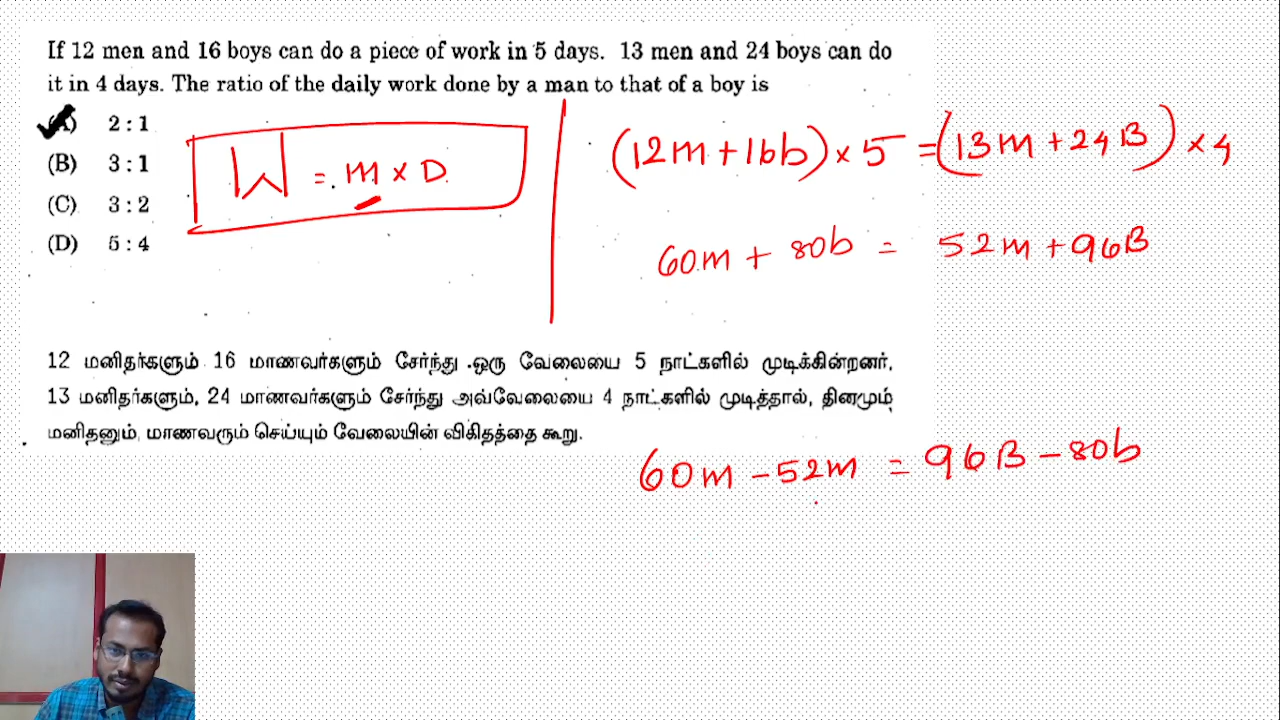 If 12 men and 16 boys can do a piece of work in 5 days. 13 men and 24 boys can do
it in 4 days. The ratio of the daily work done by a man to that of a boy is
(A) 2 : 1
(B) 3 : 1
(C) 3 : 2
(D) 5 : 4
W = m × D
(12m + 16b) × 5 = (13m + 24B) × 4
60m + 80b = 52m + 96B
12 மனிதர்களும் 16 மாணவர்களும் சேர்ந்து ஒரு வேலையை 5 நாட்களில் முடிக்கின்றனர்.
13 மனிதர்களும், 24 மாணவர்களும் சேர்ந்து அவ்வேலையை 4 நாட்களில் முடித்தால், தினமும்
மனிதனும், மாணவரும் செய்யும் வேலையின் விகிதத்தை கூறு.
60m - 52m = 96B - 80b